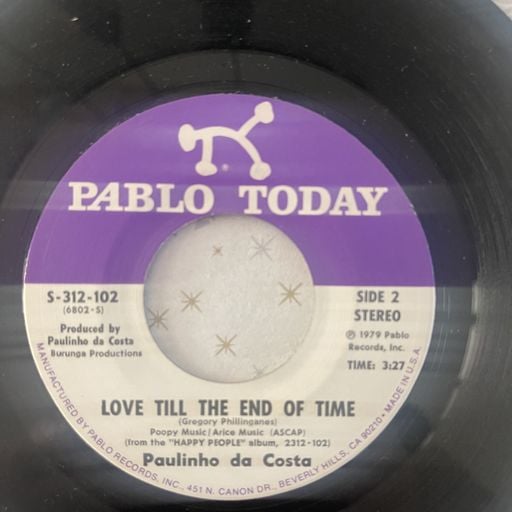 PABLO TODAY
S-312-102
(6802-S)
Produced by
Paulinho da Costa
Burunga Productions
SIDE 2
STEREO
℗ 1979 Pablo
Records, Inc.
TIME: 3:27
LOVE TILL THE END OF TIME
(Gregory Phillinganes)
Poopy Music/Arice Music (ASCAP)
(from the "HAPPY PEOPLE" album, 2312-102)
Paulinho da Costa
MANUFACTURED BY PABLO RECORDS, INC., 451 N. CANON DR., BEVERLY HILLS, CA 90210 • MADE IN U.S.A.